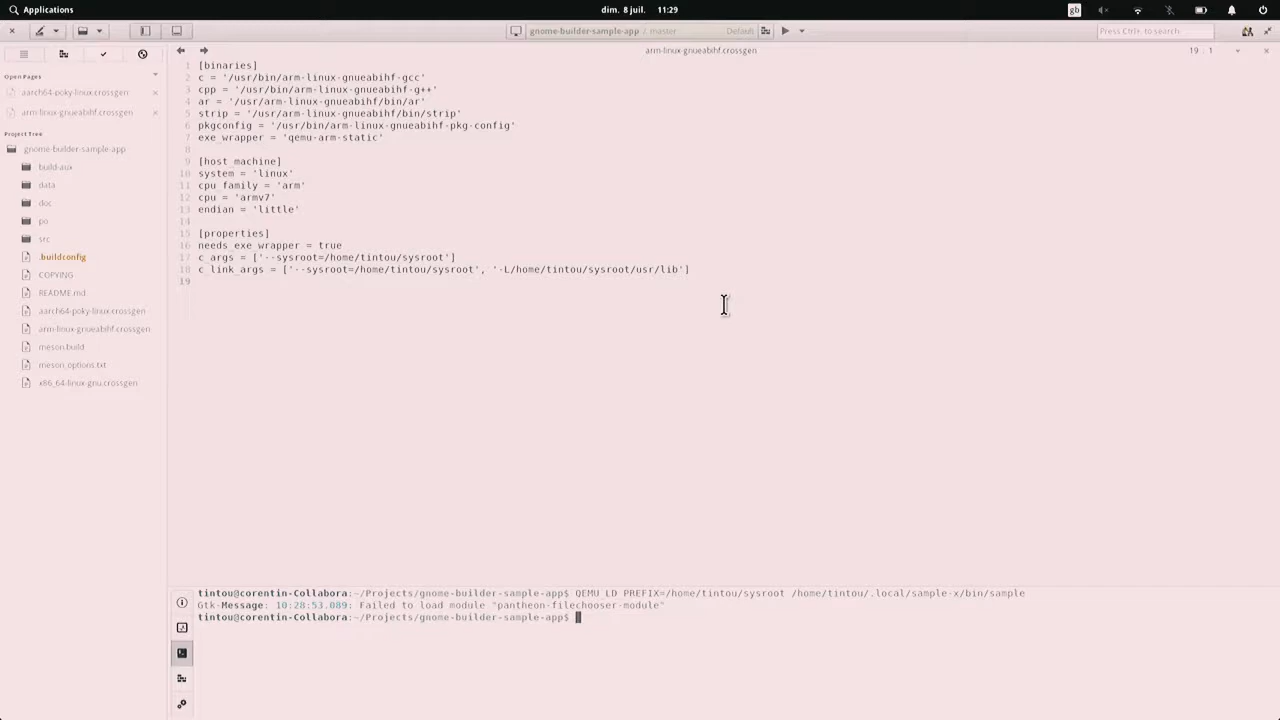 Applications
dim. 8 juil. 11:29
gb
gnome-builder-sample-app / master
Default
Press Ctrl+. to search
arm-linux-gnueabihf.crossgen
19 : 1
Open Pages
aarch64-poky-linux.crossgen
arm-linux-gnueabihf.crossgen
Project Tree
gnome-builder-sample-app
build-aux
data
doc
po
src
.buildconfig
COPYING
README.md
aarch64-poky-linux.crossgen
arm-linux-gnueabihf.crossgen
meson.build
meson_options.txt
x86_64-linux-gnu.crossgen
1 [binaries]
2 c = '/usr/bin/arm-linux-gnueabihf-gcc'
3 cpp = '/usr/bin/arm-linux-gnueabihf-g++'
4 ar = '/usr/arm-linux-gnueabihf/bin/ar'
5 strip = '/usr/arm-linux-gnueabihf/bin/strip'
6 pkgconfig = '/usr/bin/arm-linux-gnueabihf-pkg-config'
7 exe_wrapper = 'qemu-arm-static'
8
9 [host_machine]
10 system = 'linux'
11 cpu_family = 'arm'
12 cpu = 'armv7'
13 endian = 'little'
14
15 [properties]
16 needs_exe_wrapper = true
17 c_args = ['--sysroot=/home/tintou/sysroot']
18 c_link_args = ['--sysroot=/home/tintou/sysroot', '-L/home/tintou/sysroot/usr/lib']
19
tintou@corentin-Collabora:~/Projects/gnome-builder-sample-app$ QEMU_LD_PREFIX=/home/tintou/sysroot /home/tintou/.local/sample-x/bin/sample
Gtk-Message: 10:28:53.089: Failed to load module "pantheon-filechooser-module"
tintou@corentin-Collabora:~/Projects/gnome-builder-sample-app$